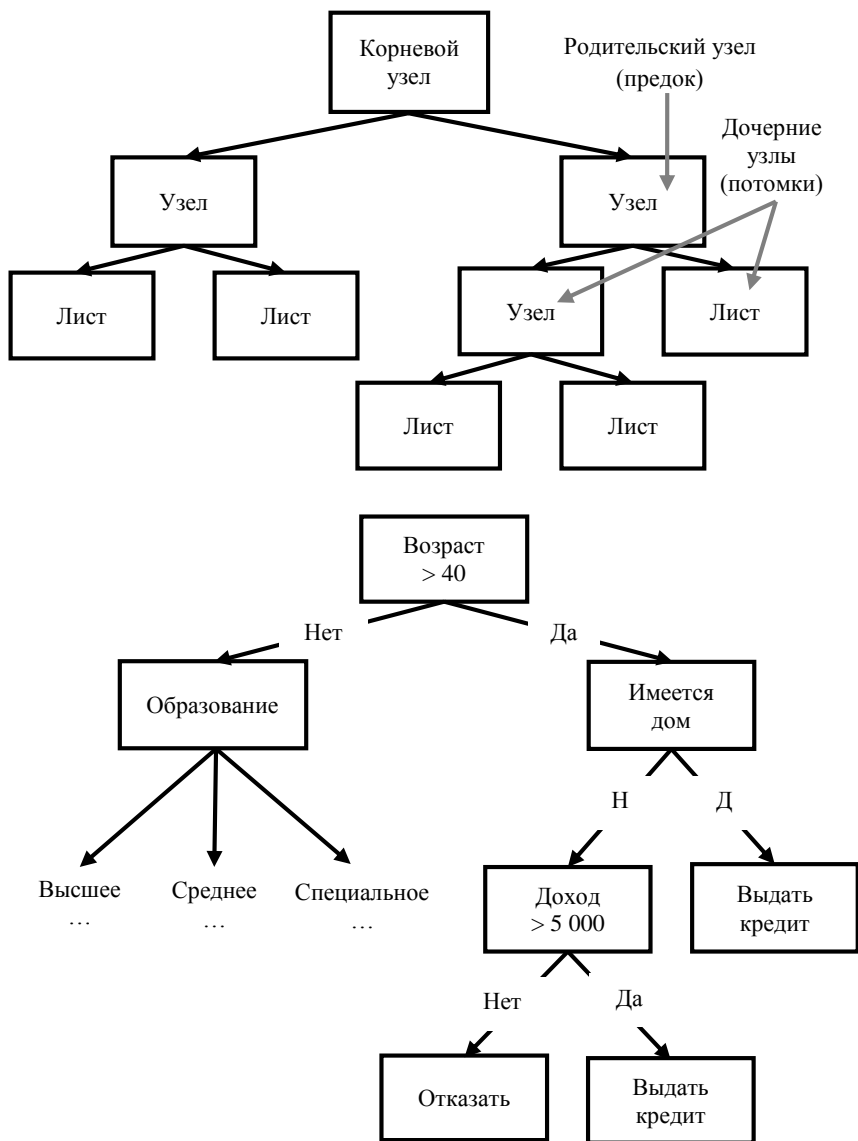 Корневой
узел
Родительский узел
(предок)
Дочерние
узлы
(потомки)
Узел
Узел
Лист
Лист
Узел
Лист
Лист
Лист
Возраст
> 40
Нет
Да
Образование
Имеется
дом
Н
Д
Высшее
…
Среднее
…
Специальное
…
Доход
> 5 000
Выдать
кредит
Нет
Да
Отказать
Выдать
кредит